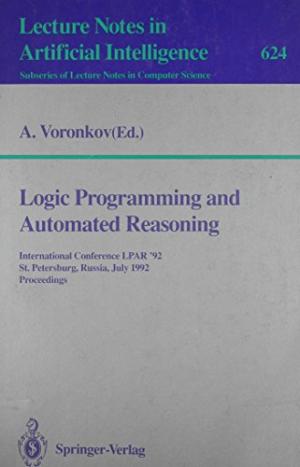 Lecture Notes in
Artificial Intelligence 624
Subseries of Lecture Notes in Computer Science
A. Voronkov (Ed.)
Logic Programming and
Automated Reasoning
International Conference LPAR '92
St. Petersburg, Russia, July 1992
Proceedings
Springer-Verlag